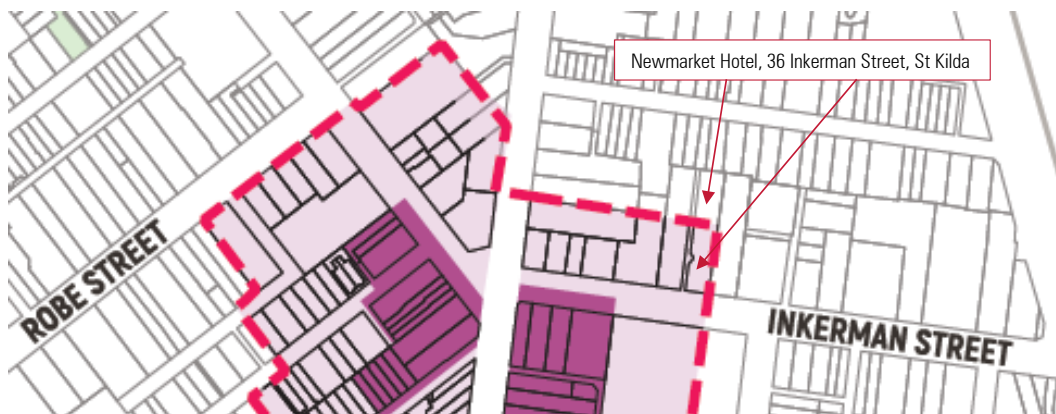 Newmarket Hotel, 36 Inkerman Street, St Kilda
ROBE STREET
INKERMAN STREET